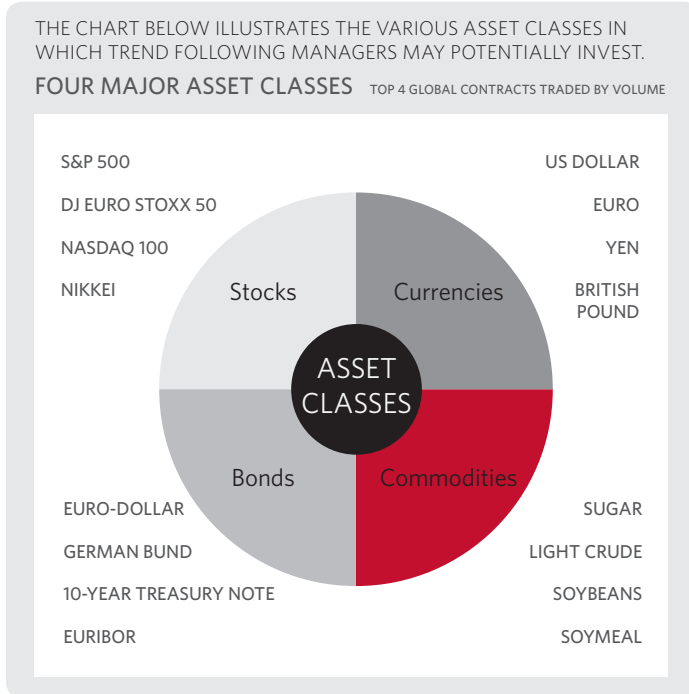 THE CHART BELOW ILLUSTRATES THE VARIOUS ASSET CLASSES IN
WHICH TREND FOLLOWING MANAGERS MAY POTENTIALLY INVEST.
FOUR MAJOR ASSET CLASSES TOP 4 GLOBAL CONTRACTS TRADED BY VOLUME
S&P 500
DJ EURO STOXX 50
NASDAQ 100
NIKKEI
US DOLLAR
EURO
YEN
BRITISH
POUND
Stocks
Currencies
ASSET
CLASSES
Bonds
Commodities
EURO-DOLLAR
GERMAN BUND
10-YEAR TREASURY NOTE
EURIBOR
SUGAR
LIGHT CRUDE
SOYBEANS
SOYMEAL